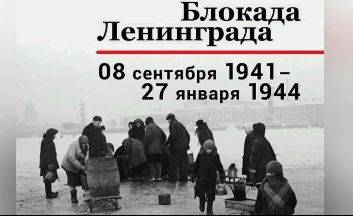 Блокада
Ленинграда
08 сентября 1941–
27 января 1944